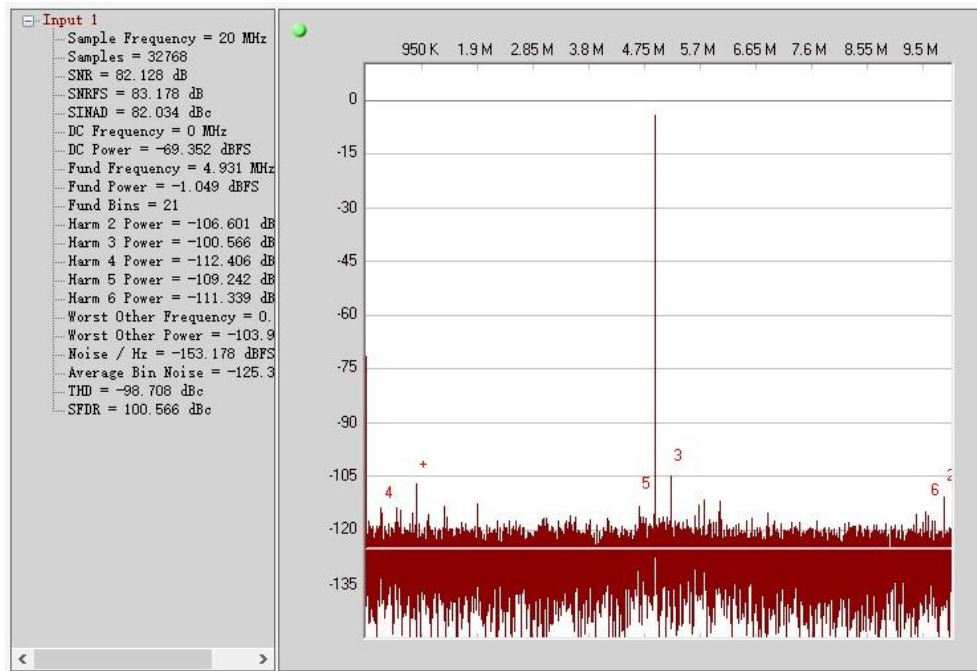 Input 1
Sample Frequency = 20 MHz
Samples = 32768
SNR = 82.128 dB
SNRFS = 83.178 dB
SINAD = 82.034 dBc
DC Frequency = 0 MHz
DC Power = -69.352 dBFS
Fund Frequency = 4.931 MHz
Fund Power = -1.049 dBFS
Fund Bins = 21
Harm 2 Power = -106.601 dB
Harm 3 Power = -100.566 dB
Harm 4 Power = -112.406 dB
Harm 5 Power = -109.242 dB
Harm 6 Power = -111.339 dB
Worst Other Frequency = 0.
Worst Other Power = -103.9
Noise / Hz = -153.178 dBFS
Average Bin Noise = -125.3
THD = -98.708 dBc
SFDR = 100.566 dBc
950 K 1.9 M 2.85 M 3.8 M 4.75 M 5.7 M 6.65 M 7.6 M 8.55 M 9.5 M
0
-15
-30
-45
-60
-75
-90
-105
-120
-135
4
+
5
3
6
2